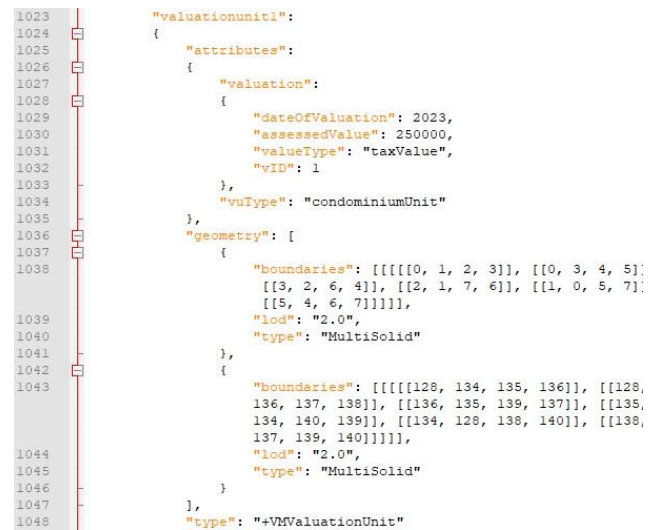 1023 "valuationunit1":
1024 {
1025 "attributes":
1026 {
1027 "valuation":
1028 {
1029 "dateOfValuation": 2023,
1030 "assessedValue": 250000,
1031 "valueType": "taxValue",
1032 "vID": 1
1033 },
1034 "vuType": "condominiumUnit"
1035 },
1036 "geometry": [
1037 {
1038 "boundaries": [[[[[0, 1, 2, 3]], [[0, 3, 4, 5]]
[[3, 2, 6, 4]], [[2, 1, 7, 6]], [[1, 0, 5, 7]]
[[5, 4, 6, 7]]]]],
1039 "lod": "2.0",
1040 "type": "MultiSolid"
1041 },
1042 {
1043 "boundaries": [[[[[128, 134, 135, 136]], [[128,
136, 137, 138]], [[136, 135, 139, 137]], [[135,
134, 140, 139]], [[134, 128, 138, 140]], [[138,
137, 139, 140]]]]],
1044 "lod": "2.0",
1045 "type": "MultiSolid"
1046 }
1047 ],
1048 "type": "+VMValuationUnit"